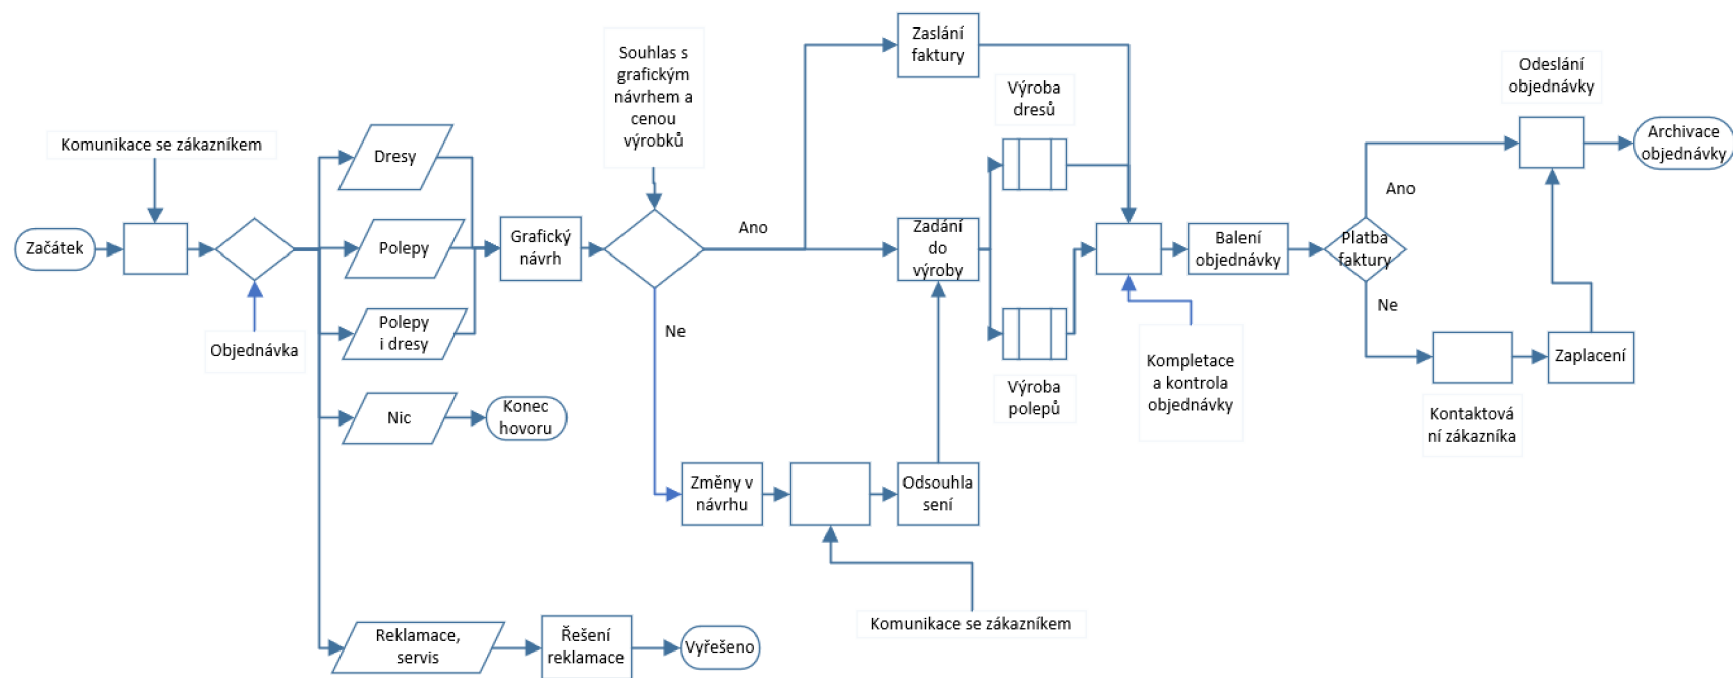 Komunikace se zákazníkem
Začátek
Objednávka
Dresy
Polepy
Polepy
i dresy
Nic
Konec
hovoru
Reklamace,
servis
Řešení
reklamace
Vyřešeno
Grafický
návrh
Souhlas s
grafickým
návrhem a
cenou
výrobků
Ano
Ne
Změny v
návrhu
Komunikace se zákazníkem
Odsouhla
sení
Zaslání
faktury
Zadání
do
výroby
Výroba
dresů
Výroba
polepů
Kompletace
a kontrola
objednávky
Balení
objednávky
Platba
faktury
Ano
Ne
Kontaktová
ní zákazníka
Zaplacení
Odeslání
objednávky
Archivace
objednávky